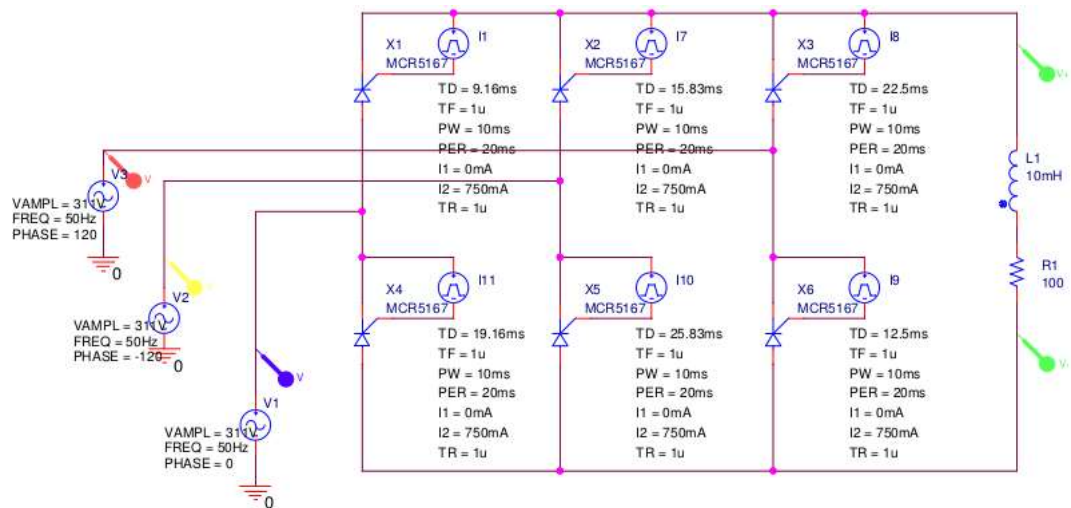 X1
MCR5167
I1
TD = 9.16ms
TF = 1u
PW = 10ms
PER = 20ms
I1 = 0mA
I2 = 750mA
TR = 1u
X2
MCR5167
I7
TD = 15.83ms
TF = 1u
PW = 10ms
PER = 20ms
I1 = 0mA
I2 = 750mA
TR = 1u
X3
MCR5167
I8
TD = 22.5ms
TF = 1u
PW = 10ms
PER = 20ms
I1 = 0mA
I2 = 750mA
TR = 1u
V+
L1
10mH
R1
100
V3
V
VAMPL = 311V
FREQ = 50Hz
PHASE = 120
0
V2
V
VAMPL = 311V
FREQ = 50Hz
PHASE = -120
0
V1
V
VAMPL = 311V
FREQ = 50Hz
PHASE = 0
0
X4
MCR5167
I11
TD = 19.16ms
TF = 1u
PW = 10ms
PER = 20ms
I1 = 0mA
I2 = 750mA
TR = 1u
X5
MCR5167
I10
TD = 25.83ms
TF = 1u
PW = 10ms
PER = 20ms
I1 = 0mA
I2 = 750mA
TR = 1u
X6
MCR5167
I9
TD = 12.5ms
TF = 1u
PW = 10ms
PER = 20ms
I1 = 0mA
I2 = 750mA
TR = 1u